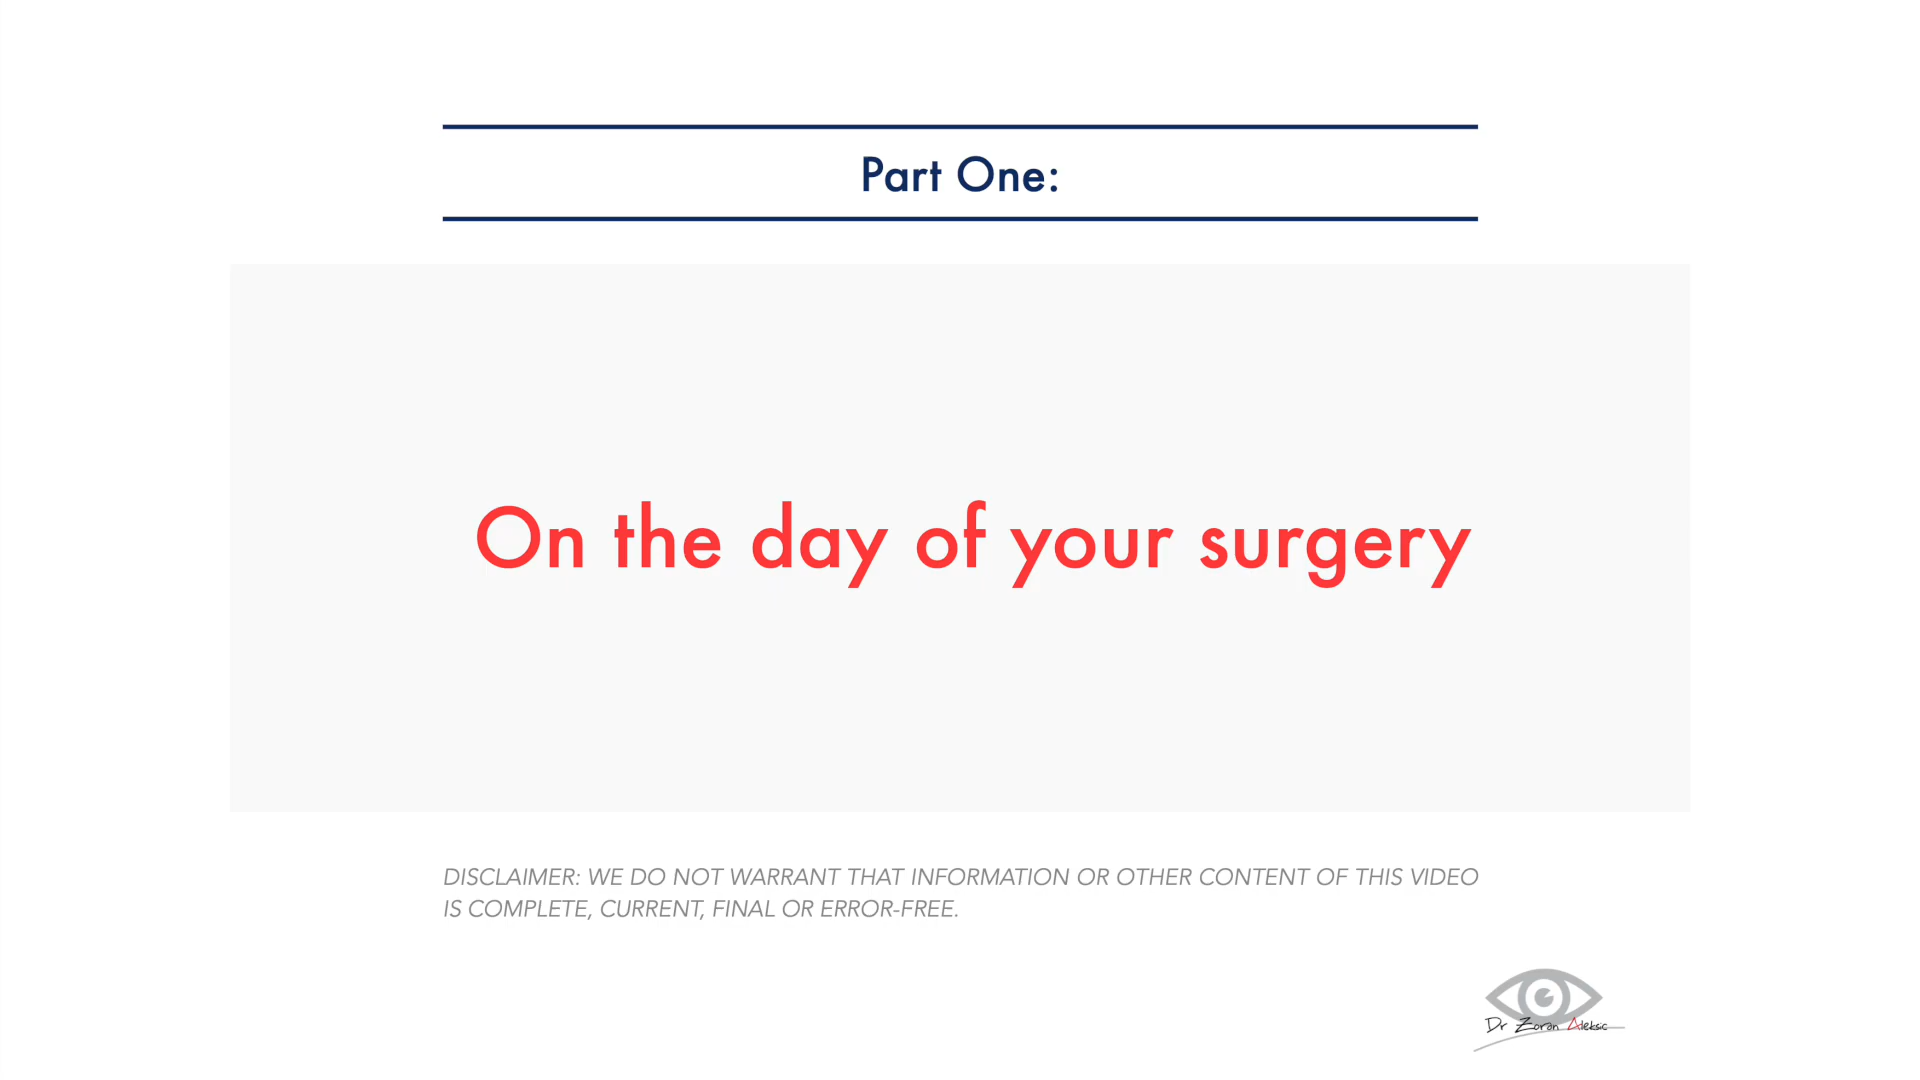 Part One:
On the day of your surgery
DISCLAIMER: WE DO NOT WARRANT THAT INFORMATION OR OTHER CONTENT OF THIS VIDEO
IS COMPLETE, CURRENT, FINAL OR ERROR-FREE.
Dr Zoran Aleksic